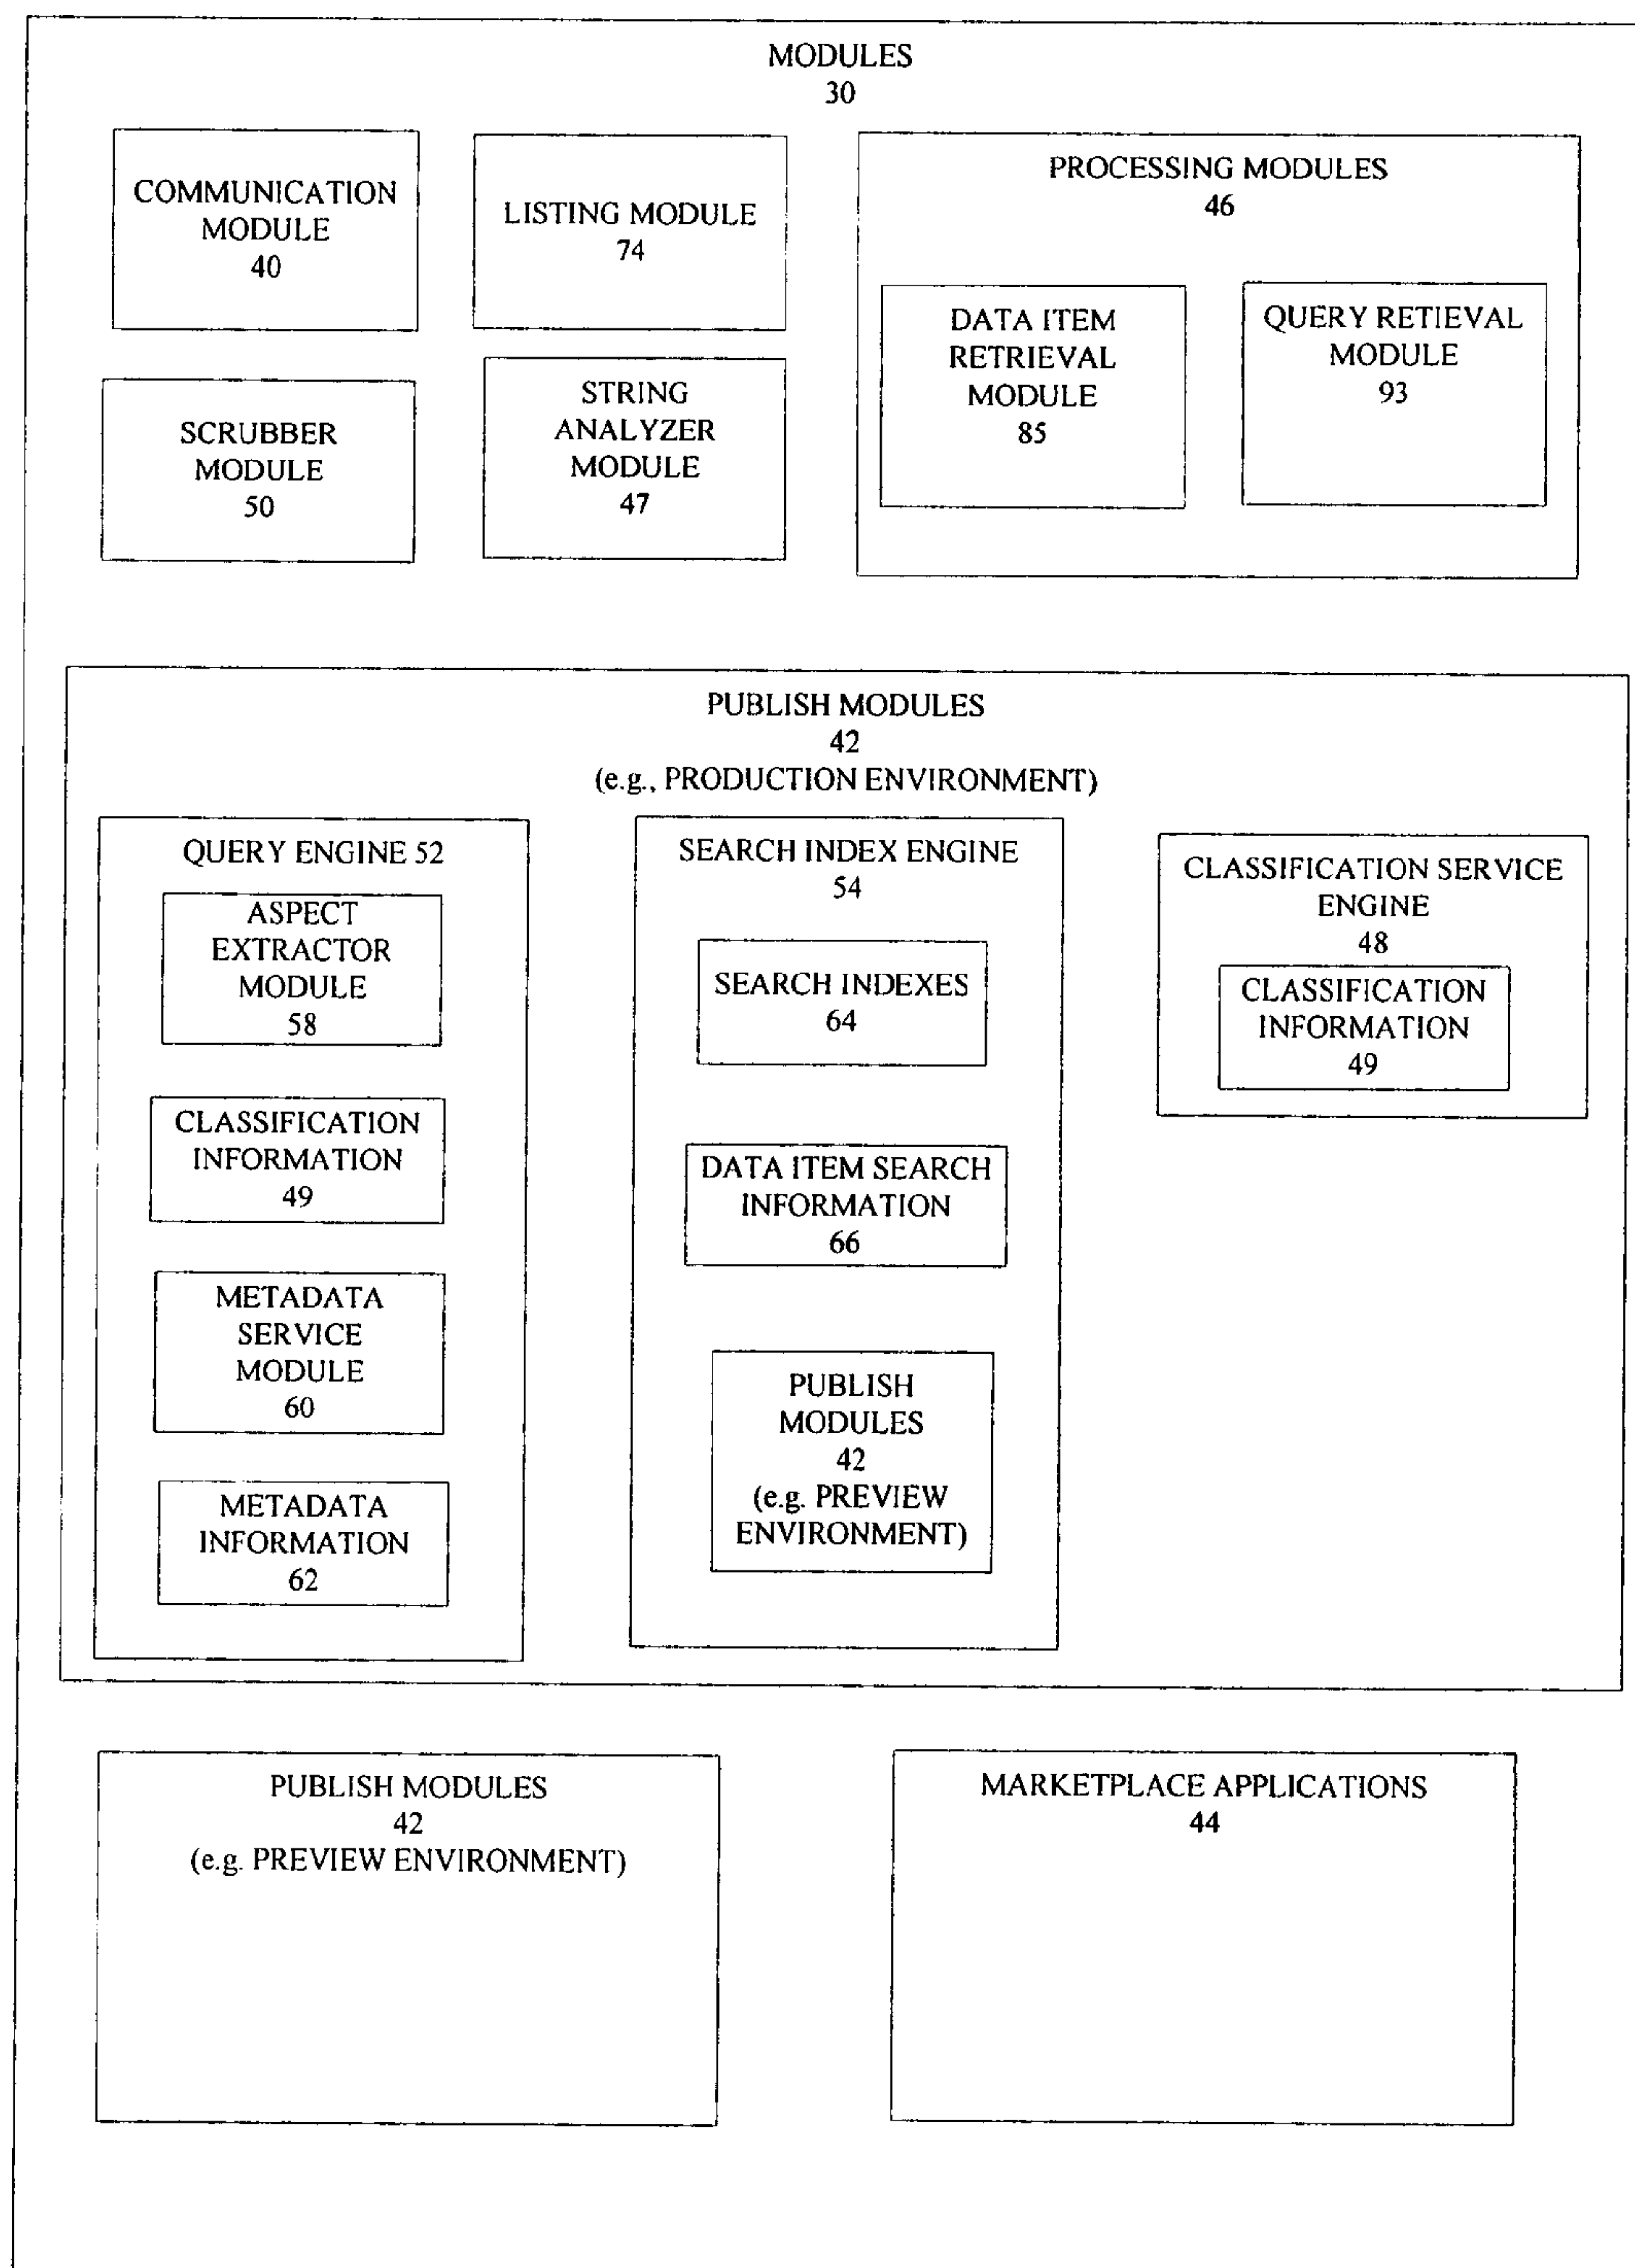 MODULES
30
COMMUNICATION
MODULE
40
LISTING MODULE
74
PROCESSING MODULES
46
DATA ITEM
RETRIEVAL
MODULE
85
QUERY RETIEVAL
MODULE
93
SCRUBBER
MODULE
50
STRING
ANALYZER
MODULE
47
PUBLISH MODULES
42
(e.g., PRODUCTION ENVIRONMENT)
QUERY ENGINE 52
ASPECT
EXTRACTOR
MODULE
58
CLASSIFICATION
INFORMATION
49
METADATA
SERVICE
MODULE
60
METADATA
INFORMATION
62
SEARCH INDEX ENGINE
54
SEARCH INDEXES
64
DATA ITEM SEARCH
INFORMATION
66
PUBLISH
MODULES
42
(e.g. PREVIEW
ENVIRONMENT)
CLASSIFICATION SERVICE
ENGINE
48
CLASSIFICATION
INFORMATION
49
PUBLISH MODULES
42
(e.g. PREVIEW ENVIRONMENT)
MARKETPLACE APPLICATIONS
44